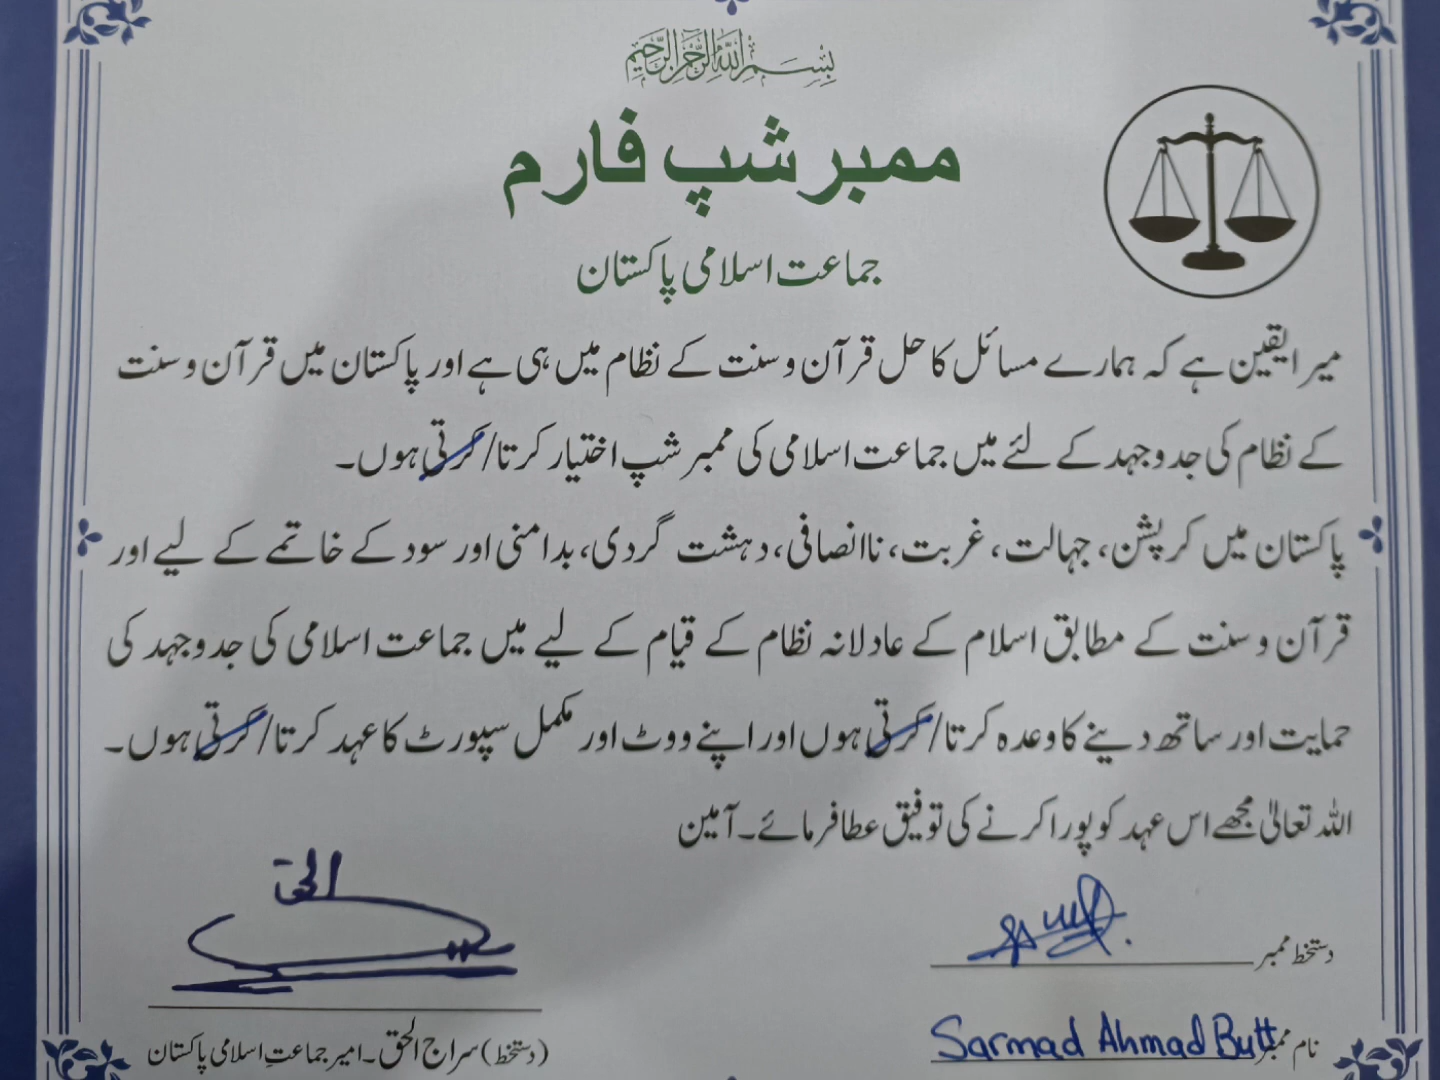 بسم اللہ الرحمن الرحیم
ممبر شپ فارم
جماعت اسلامی پاکستان
میرا یقین ہے کہ ہمارے مسائل کا حل قرآن و سنت کے نظام میں ہی ہے اور پاکستان میں قرآن و سنت
کے نظام کی جدوجہد کے لئے میں جماعت اسلامی کی ممبر شپ اختیار کرتا/کرتی ہوں۔
پاکستان میں کرپشن، جہالت، غربت، ناانصافی، دہشت گردی، بدامنی اور سود کے خاتمے کے لیے اور
قرآن و سنت کے مطابق اسلام کے عادلانہ نظام کے قیام کے لیے میں جماعت اسلامی کی جدوجہد کی
حمایت اور ساتھ دینے کا وعدہ کرتا/کرتی ہوں اور اپنے ووٹ اور مکمل سپورٹ کا عہد کرتا/کرتی ہوں۔
اللہ تعالیٰ مجھے اس عہد کو پورا کرنے کی توفیق عطا فرمائے۔ آمین
دستخط ممبر
نام ممبر Sarmad Ahmad Butt
(دستخط) سراج الحق۔ امیر جماعت اسلامی پاکستان